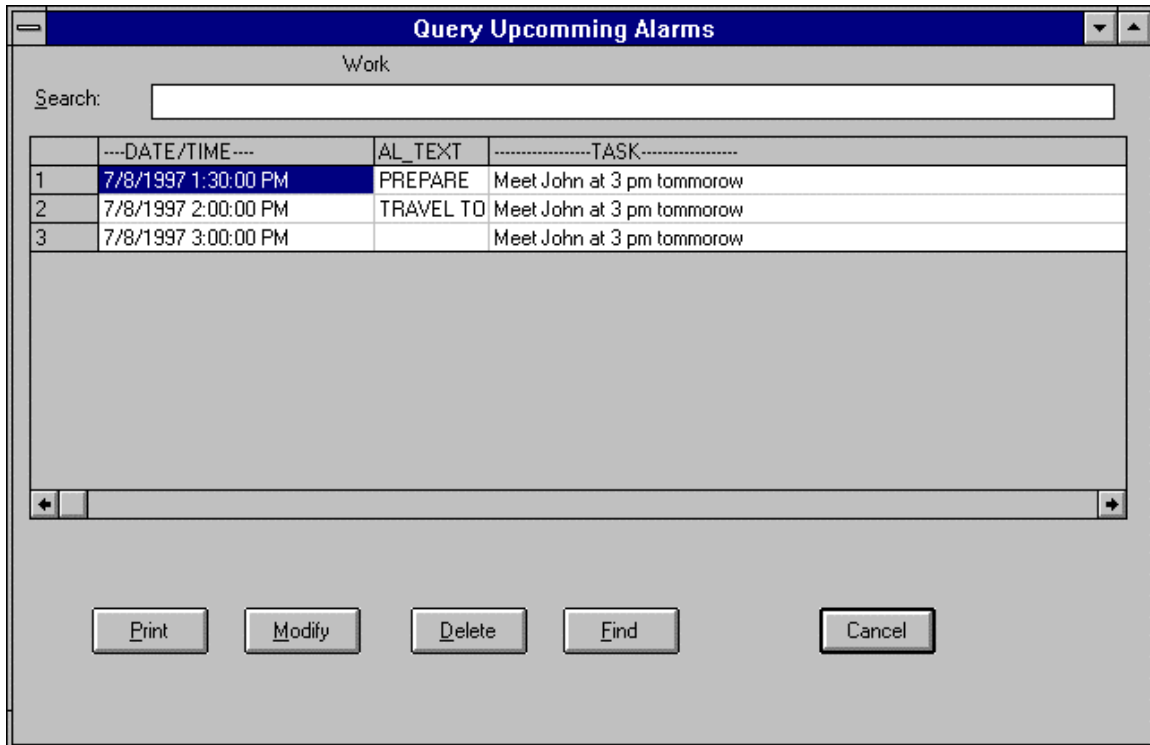 Query Upcomming Alarms
Work
Search:
----DATE/TIME---- AL_TEXT -----------------TASK-----------------
1 7/8/1997 1:30:00 PM PREPARE Meet John at 3 pm tommorow
2 7/8/1997 2:00:00 PM TRAVEL TO Meet John at 3 pm tommorow
3 7/8/1997 3:00:00 PM Meet John at 3 pm tommorow
Print Modify Delete Find Cancel